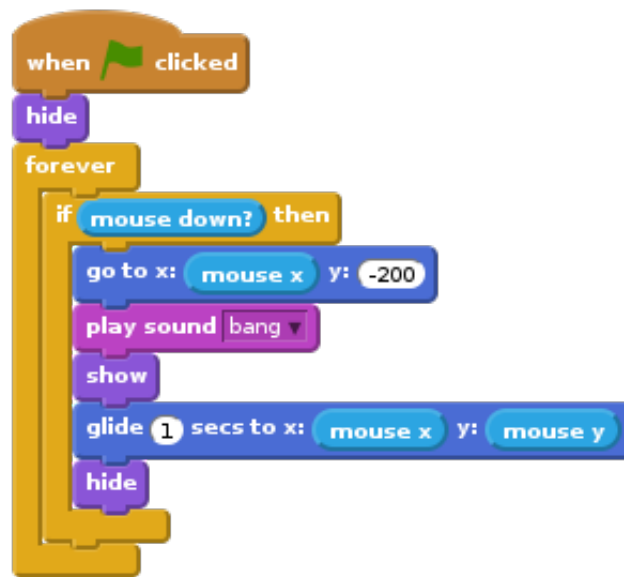 when clicked
hide
forever
if mouse down? then
go to x: mouse x y: -200
play sound bang
show
glide 1 secs to x: mouse x y: mouse y
hide